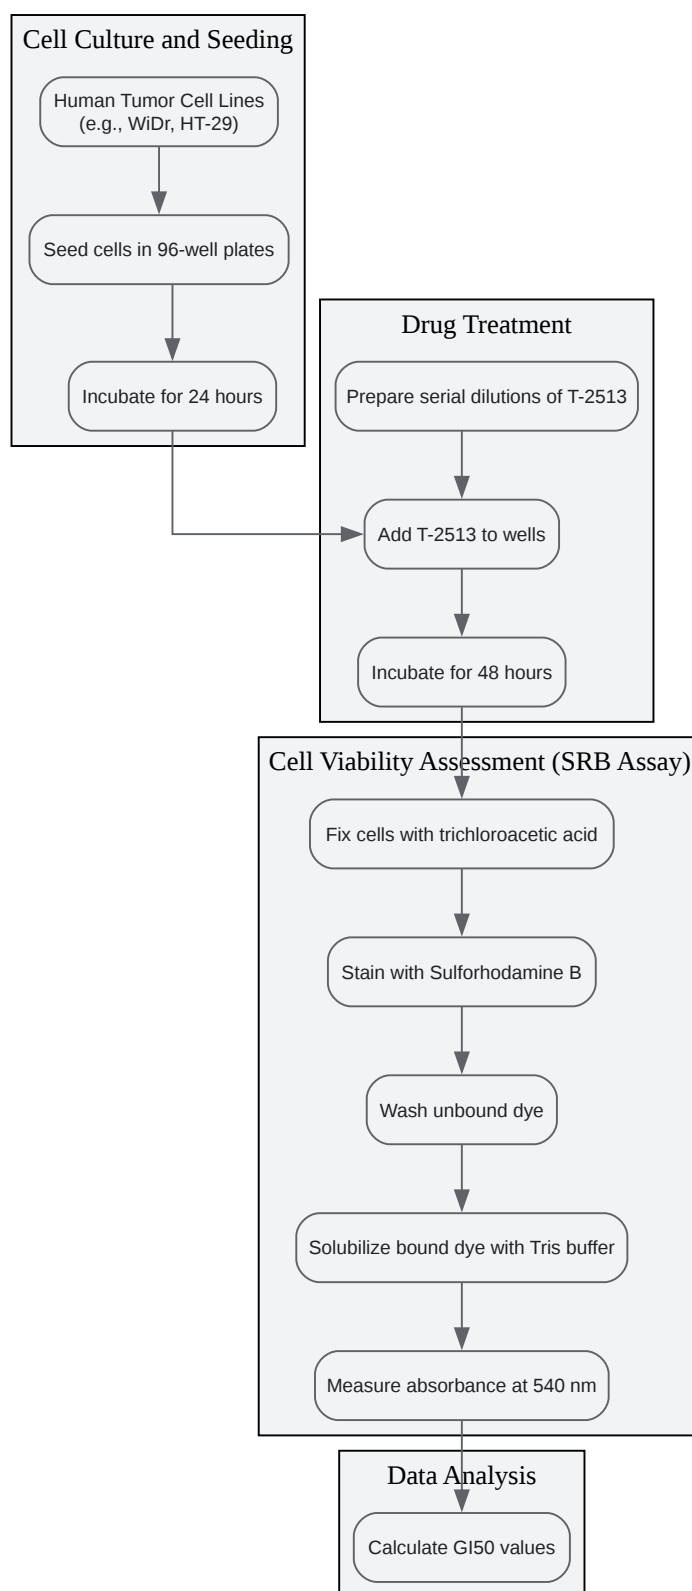 Cell Culture and Seeding
Human Tumor Cell Lines
(e.g., WiDr, HT-29)
Seed cells in 96-well plates
Incubate for 24 hours
Drug Treatment
Prepare serial dilutions of T-2513
Add T-2513 to wells
Incubate for 48 hours
Cell Viability Assessment (SRB Assay)
Fix cells with trichloroacetic acid
Stain with Sulforhodamine B
Wash unbound dye
Solubilize bound dye with Tris buffer
Measure absorbance at 540 nm
Data Analysis
Calculate GI50 values